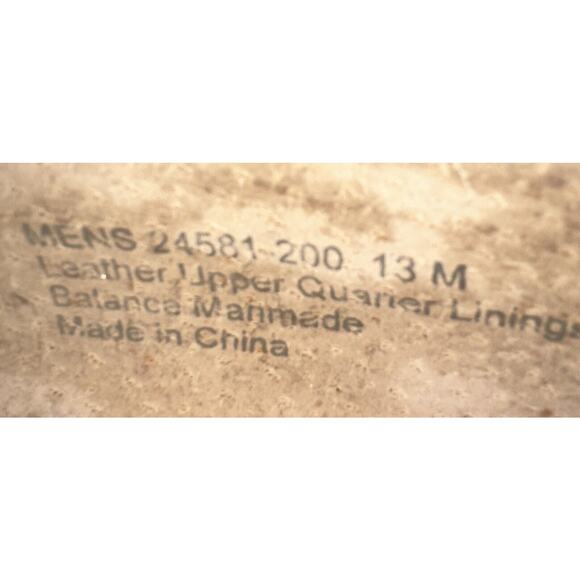 MENS 24581-200 13 M
Leather Upper Quarter Linings
Balance Manmade
Made in China